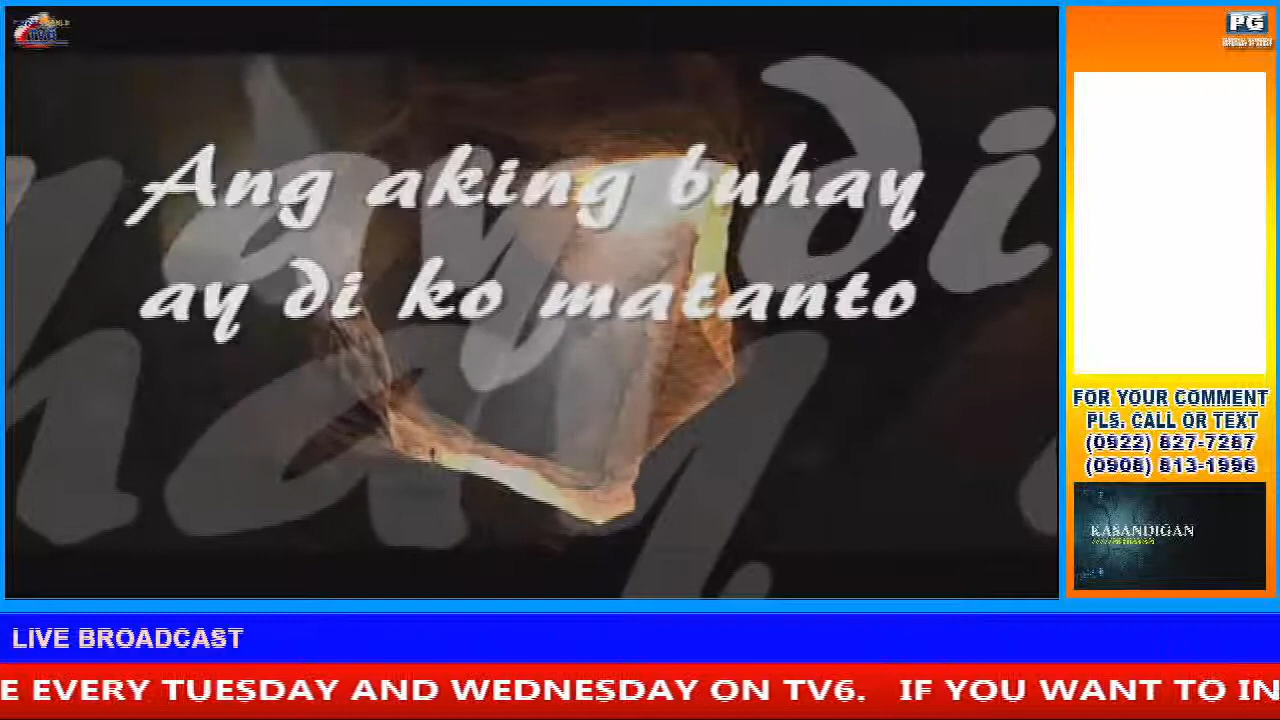 TV6
PG
Ang aking buhay
ay di ko matanto
FOR YOUR COMMENT
PLS. CALL OR TEXT
(0922) 827-7287
(0908) 813-1996
KASANDIGAN
LIVE BROADCAST
E EVERY TUESDAY AND WEDNESDAY ON TV6. IF YOU WANT TO IN